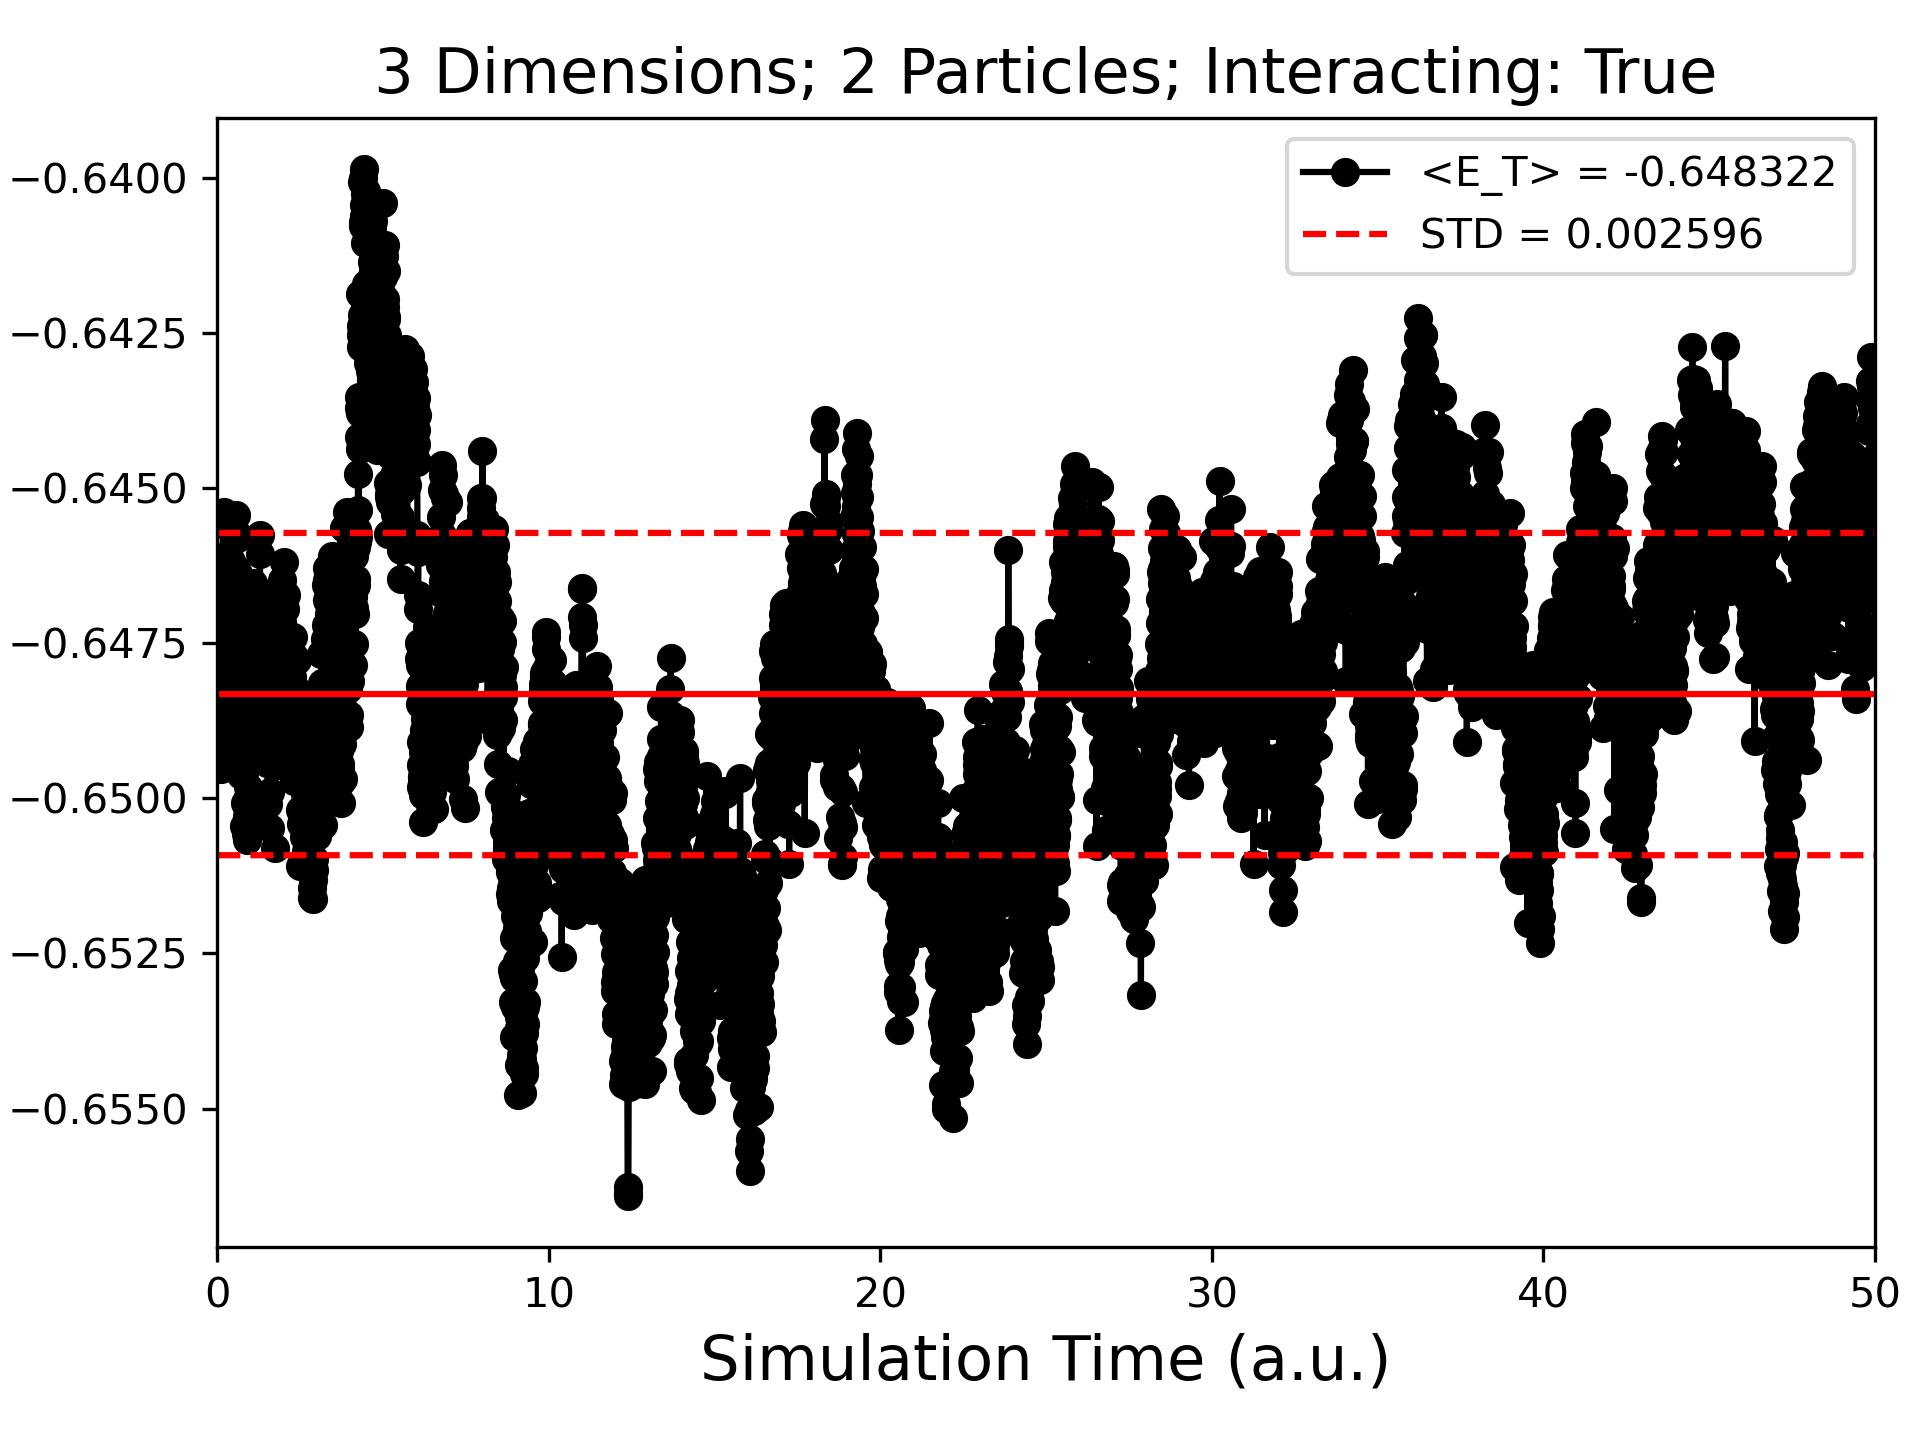 3 Dimensions; 2 Particles; Interacting: True
<E_T> = -0.648322
STD = 0.002596
−0.6400
−0.6425
−0.6450
−0.6475
−0.6500
−0.6525
−0.6550
0 10 20 30 40 50
Simulation Time (a.u.)